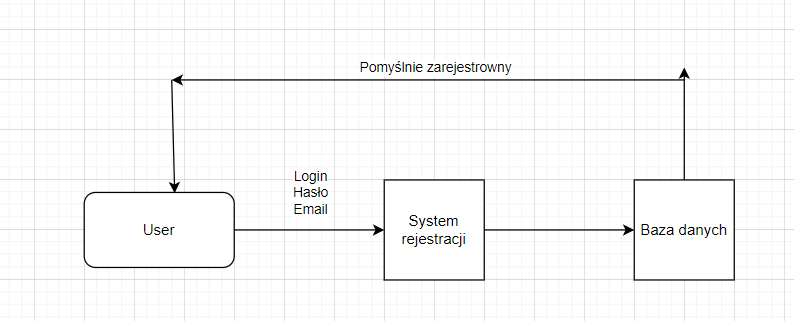 Pomyślnie zarejestrowny
Login
Hasło
Email
User
System
rejestracji
Baza danych